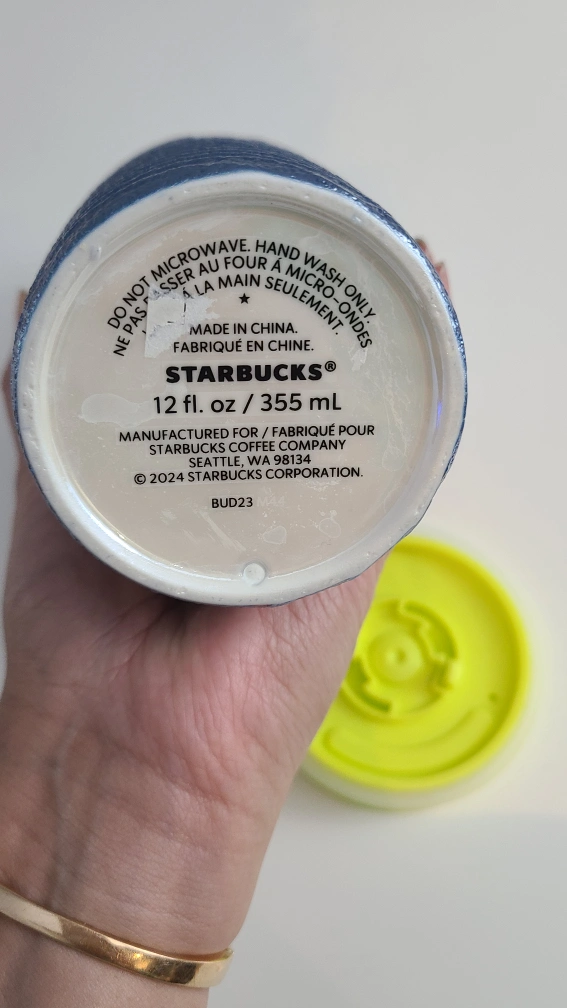 DO NOT MICROWAVE. HAND WASH ONLY.
NE PAS PASSER AU FOUR À MICRO-ONDES
À LA MAIN SEULEMENT.
★
MADE IN CHINA.
FABRIQUÉ EN CHINE.
STARBUCKS®
12 fl. oz / 355 mL
MANUFACTURED FOR / FABRIQUÉ POUR
STARBUCKS COFFEE COMPANY
SEATTLE, WA 98134
© 2024 STARBUCKS CORPORATION.
BUD23